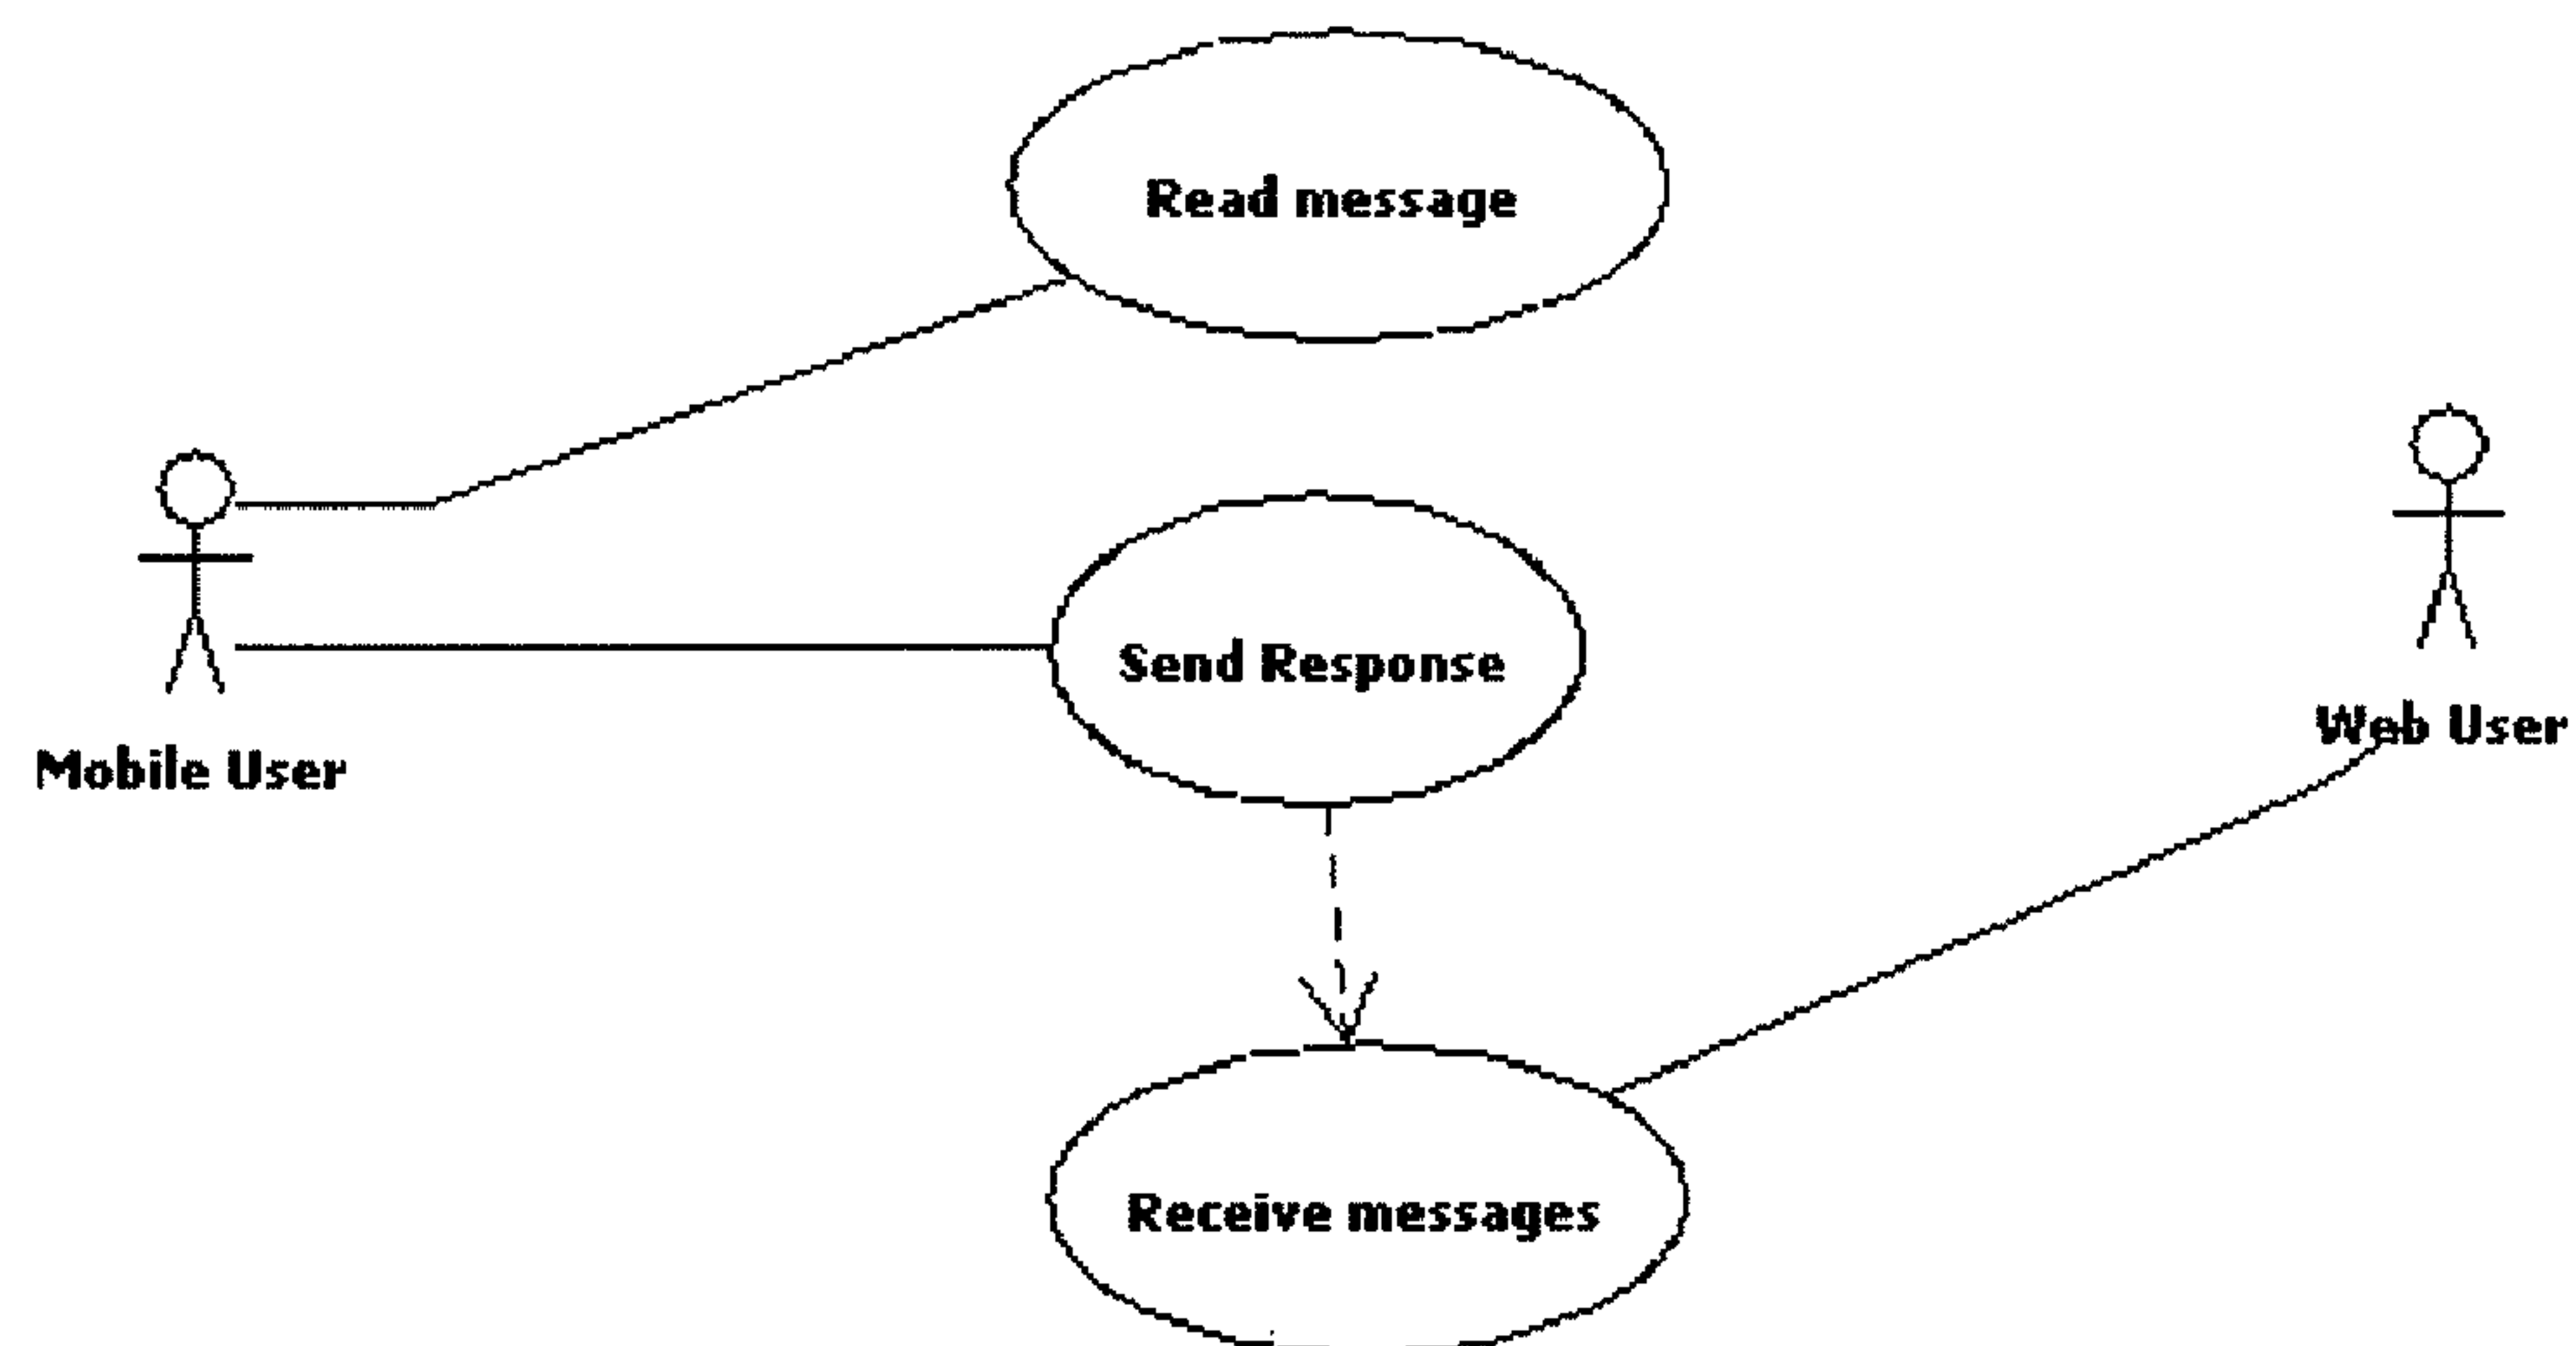 Read message
Send Response
Mobile User
Web User
Receive messages